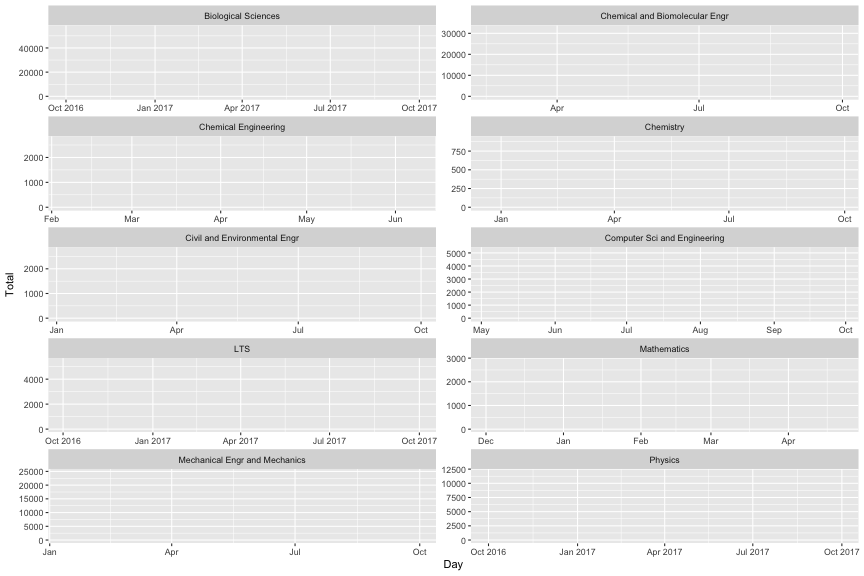 Biological Sciences
Chemical and Biomolecular Engr
40000
20000
0
Oct 2016 Jan 2017 Apr 2017 Jul 2017 Oct 2017
30000
20000
10000
0
Apr Jul Oct
Chemical Engineering
Chemistry
2000
1000
0
Feb Mar Apr May Jun
750
500
250
0
Jan Apr Jul Oct
Civil and Environmental Engr
Computer Sci and Engineering
2000
1000
0
Jan Apr Jul Oct
5000
4000
3000
2000
1000
0
May Jun Jul Aug Sep Oct
Total
LTS
Mathematics
4000
2000
0
Oct 2016 Jan 2017 Apr 2017 Jul 2017 Oct 2017
3000
2000
1000
0
Dec Jan Feb Mar Apr
Mechanical Engr and Mechanics
Physics
25000
20000
15000
10000
5000
0
Jan Apr Jul Oct
12500
10000
7500
5000
2500
0
Oct 2016 Jan 2017 Apr 2017 Jul 2017 Oct 2017
Day